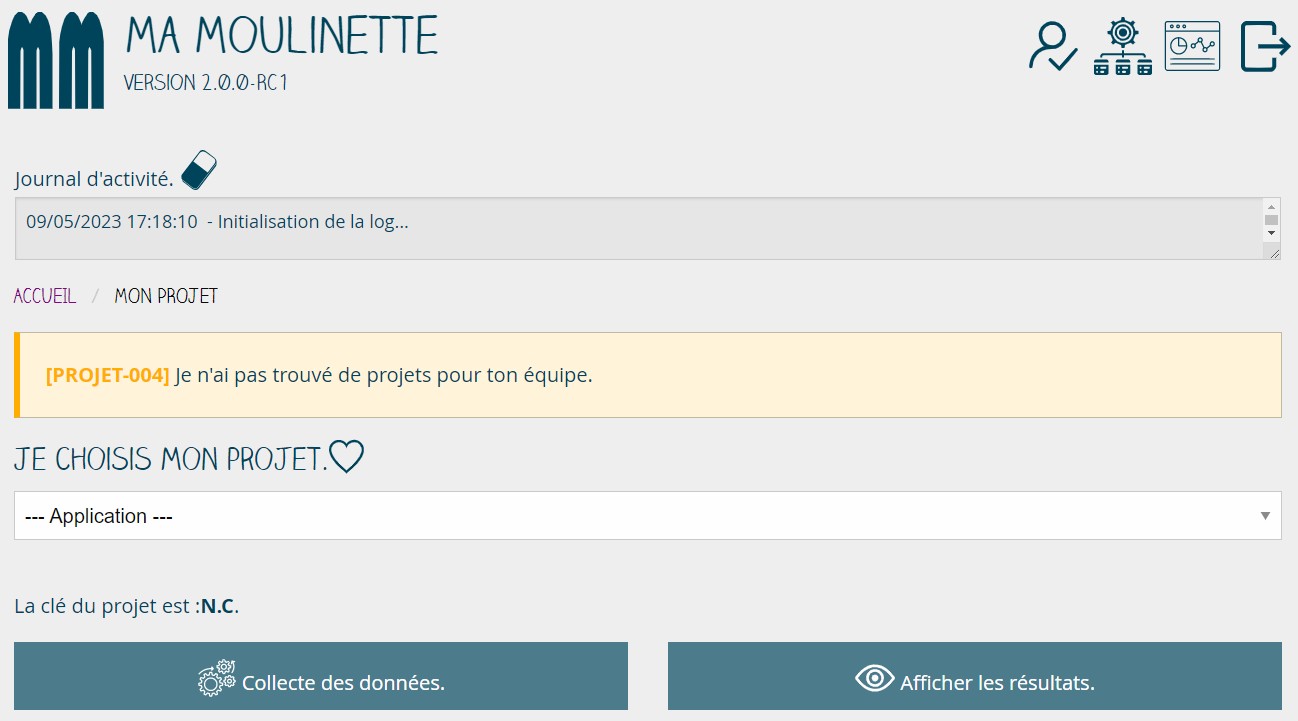 MA MOULINETTE
VERSION 2.0.0-RC1
Journal d'activité.
09/05/2023 17:18:10 - Initialisation de la log...
ACCUEIL / MON PROJET
[PROJET-004] Je n'ai pas trouvé de projets pour ton équipe.
JE CHOISIS MON PROJET.
--- Application ---
La clé du projet est :N.C.
Collecte des données.
Afficher les résultats.